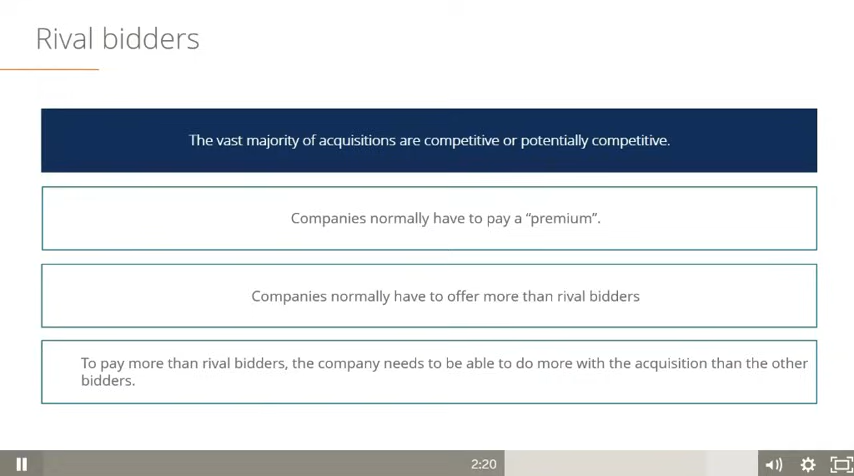 Rival bidders
The vast majority of acquisitions are competitive or potentially competitive.
Companies normally have to pay a “premium”.
Companies normally have to offer more than rival bidders
To pay more than rival bidders, the company needs to be able to do more with the acquisition than the other
bidders.
2:20